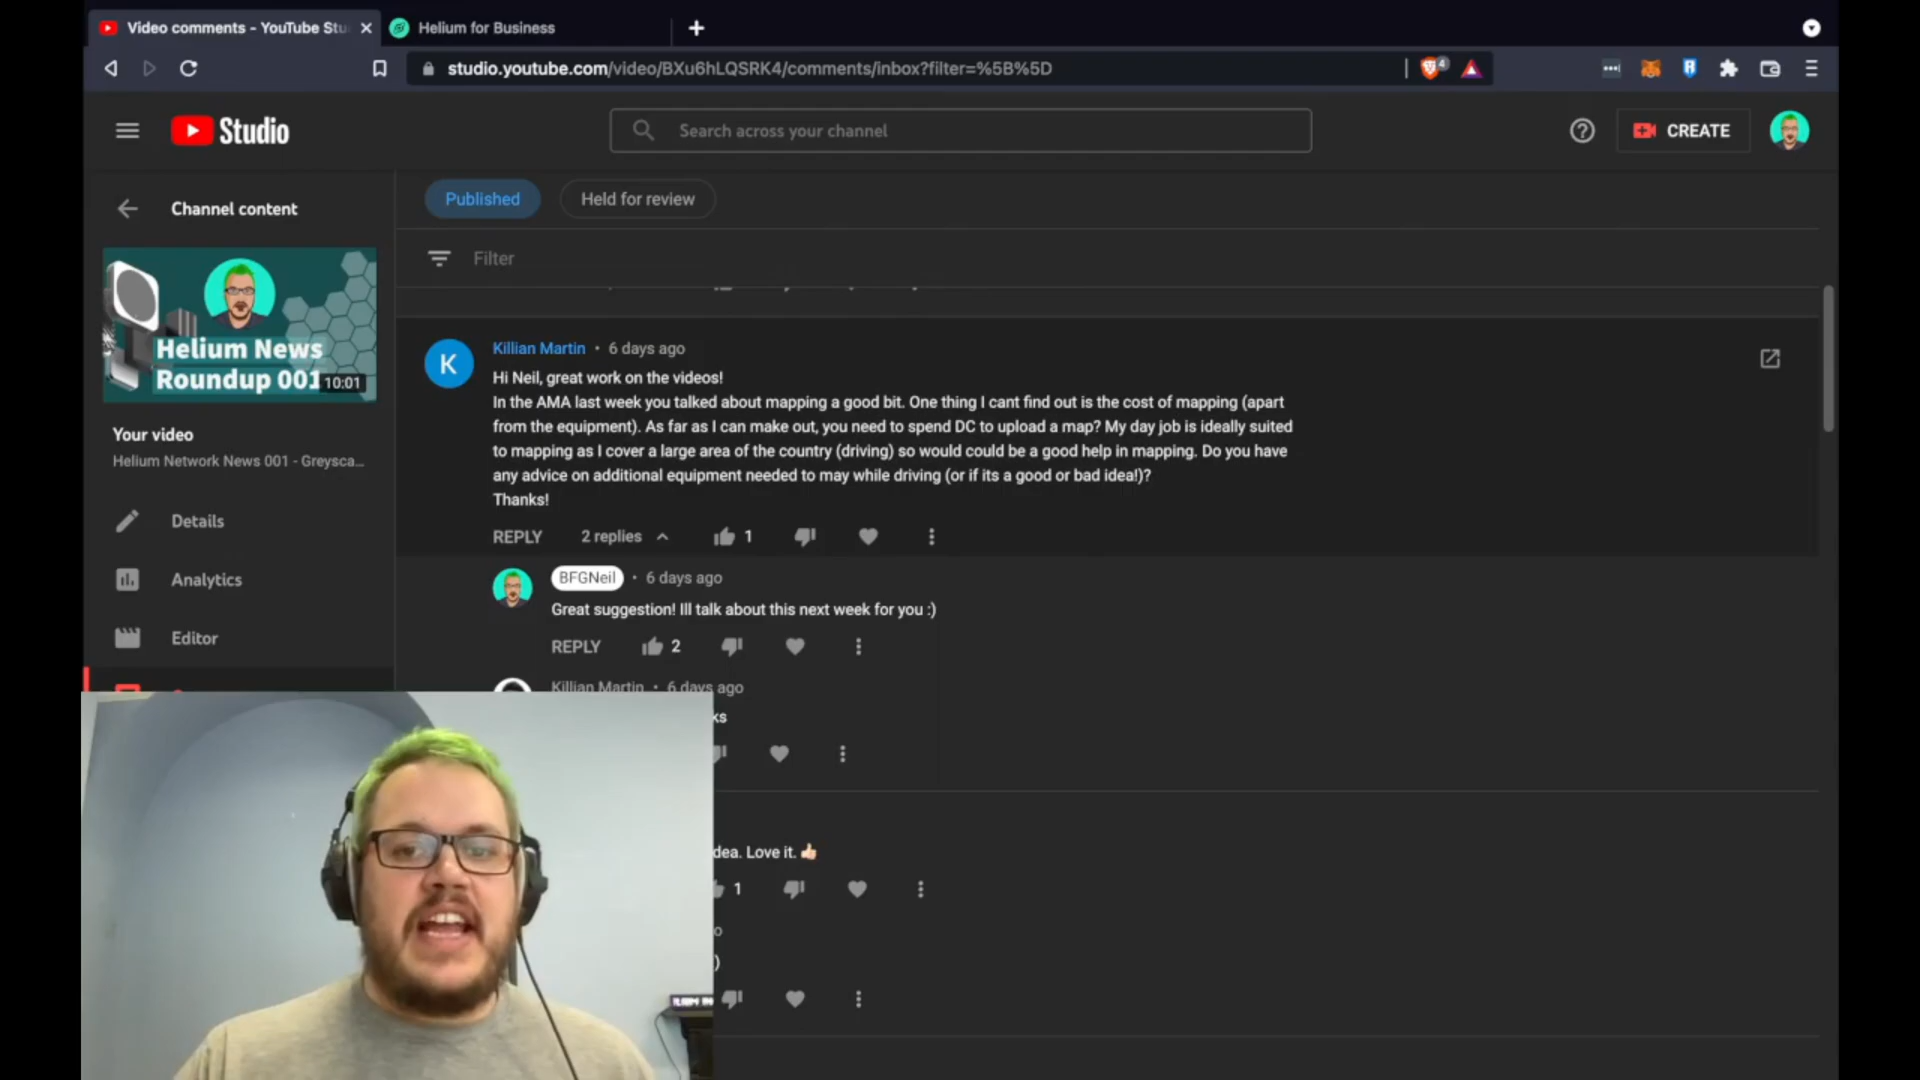 Video comments - YouTube Stu
Helium for Business
studio.youtube.com/video/BXu6hLQSRK4/comments/inbox?filter=%5B%5D
4
Studio
Search across your channel
CREATE
Channel content
Published
Held for review
Filter
Helium News
Roundup 001
10:01
Your video
Helium Network News 001 - Greysca...
Details
Analytics
Editor
K
Killian Martin • 6 days ago
Hi Neil, great work on the videos!
In the AMA last week you talked about mapping a good bit. One thing I cant find out is the cost of mapping (apart
from the equipment). As far as I can make out, you need to spend DC to upload a map? My day job is ideally suited
to mapping as I cover a large area of the country (driving) so would could be a good help in mapping. Do you have
any advice on additional equipment needed to may while driving (or if its a good or bad idea!)?
Thanks!
REPLY 2 replies 1
BFGNeil • 6 days ago
Great suggestion! Ill talk about this next week for you :)
REPLY 2
Killian Martin • 6 days ago
ks
dea. Love it. 👍🏻
1
o
)